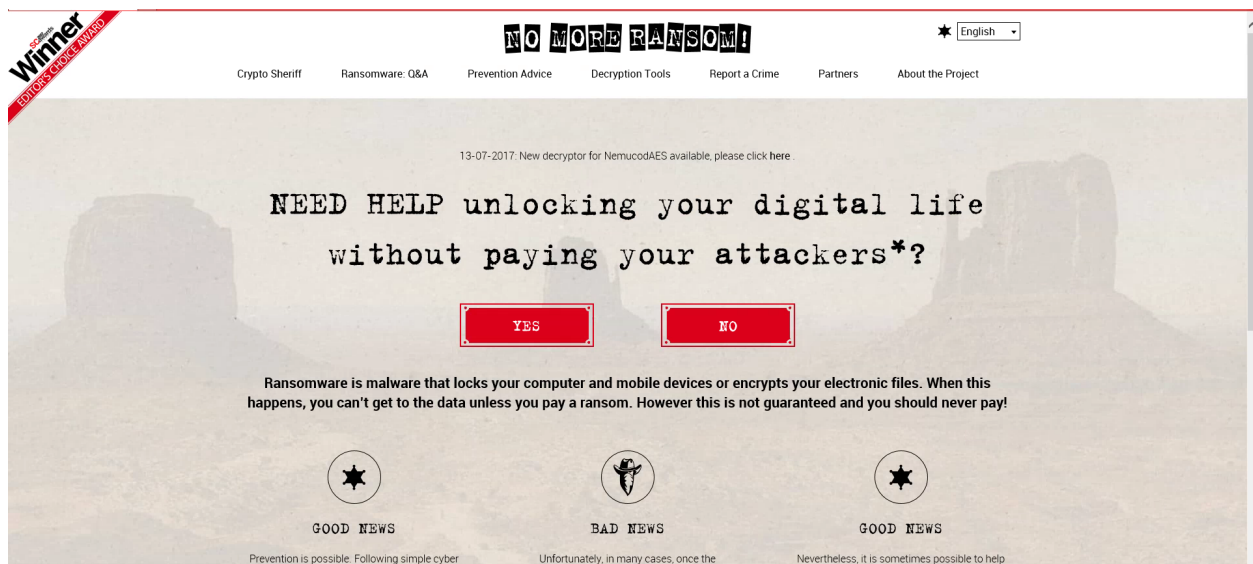 SC Awards
Winner
EDITOR'S CHOICE AWARD
NO MORE RANSOM!
English
Crypto Sheriff Ransomware: Q&A Prevention Advice Decryption Tools Report a Crime Partners About the Project
13-07-2017: New decryptor for NemucodAES available, please click here .
NEED HELP unlocking your digital life
without paying your attackers*?
YES NO
Ransomware is malware that locks your computer and mobile devices or encrypts your electronic files. When this
happens, you can't get to the data unless you pay a ransom. However this is not guaranteed and you should never pay!
GOOD NEWS BAD NEWS GOOD NEWS
Prevention is possible. Following simple cyber Unfortunately, in many cases, once the Nevertheless, it is sometimes possible to help